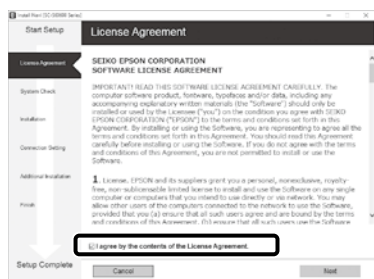 Start Setup
License Agreement
License Agreement
System Check
Installation
Connection Setting
Additional Installation
Finish
Setup Complete
SEIKO EPSON CORPORATION
SOFTWARE LICENSE AGREEMENT
IMPORTANT! READ THIS SOFTWARE LICENSE AGREEMENT CAREFULLY. The
computer software product, fontware, typefaces and/or data, including any
accompanying explanatory written materials (the "Software") should only be
installed or used by the Licensee ("you") on the condition you agree with SEIKO
EPSON CORPORATION ("EPSON") to the terms and conditions set forth in this
Agreement. By installing or using the Software, you are representing to agree all the
terms and conditions set forth in this Agreement. You should read this Agreement
carefully before installing or using the Software. If you do not agree with the terms
and conditions of this Agreement, you are not permitted to install or use the
Software.
1. License. EPSON and its suppliers grant you a personal, nonexclusive, royalty-
free, non-sublicensable limited license to install and use the Software on any single
computer or computers that you intend to use directly or via network. You may
allow other users of the computers connected to the network to use the Software,
provided that you (a) ensure that all such users agree and are bound by the terms
and conditions of this Agreement, (b) ensure that all such users use the Software
I agree by the contents of the License Agreement.
Cancel
Next